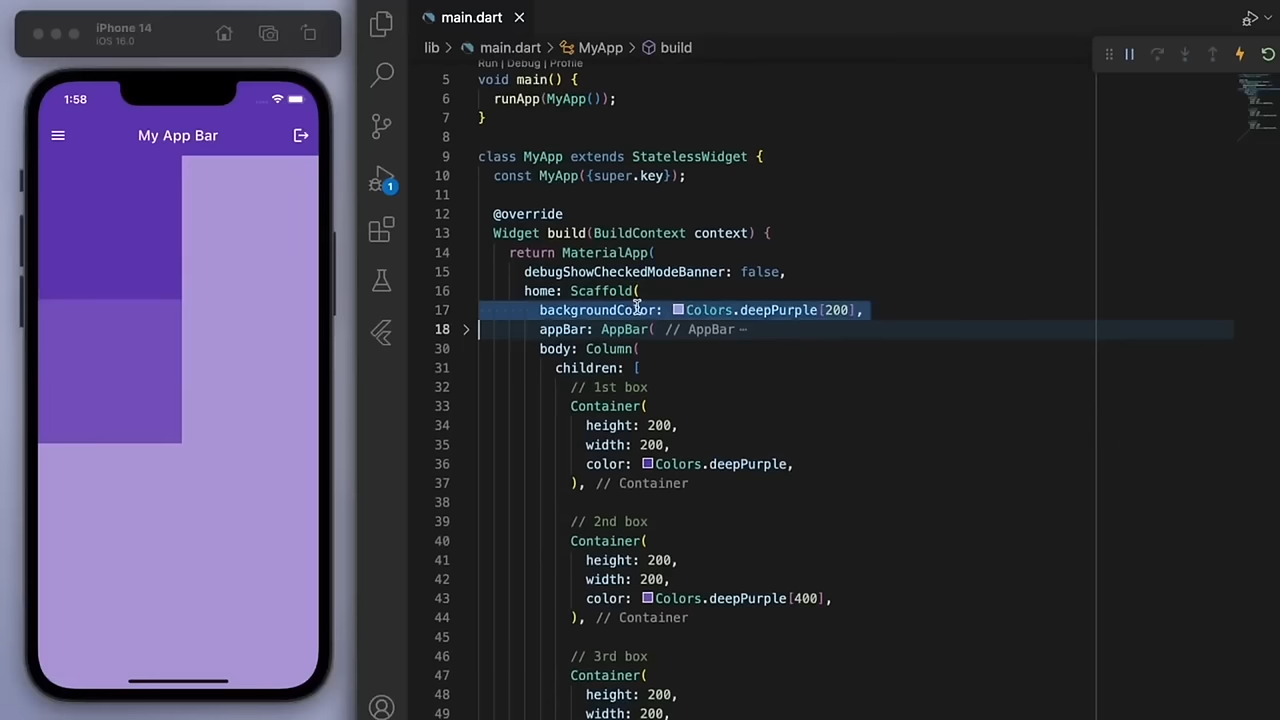 iPhone 14
iOS 16.0
1:58
My App Bar
1
main.dart
lib > main.dart > MyApp > build
Run | Debug | Profile
5 void main() {
6 runApp(MyApp());
7 }
8
9 class MyApp extends StatelessWidget {
10 const MyApp({super.key});
11
12 @override
13 Widget build(BuildContext context) {
14 return MaterialApp(
15 debugShowCheckedModeBanner: false,
16 home: Scaffold(
17 backgroundColor: Colors.deepPurple[200],
18 appBar: AppBar( // AppBar ⋯
30 body: Column(
31 children: [
32 // 1st box
33 Container(
34 height: 200,
35 width: 200,
36 color: Colors.deepPurple,
37 ), // Container
38
39 // 2nd box
40 Container(
41 height: 200,
42 width: 200,
43 color: Colors.deepPurple[400],
44 ), // Container
45
46 // 3rd box
47 Container(
48 height: 200,
49 width: 200,